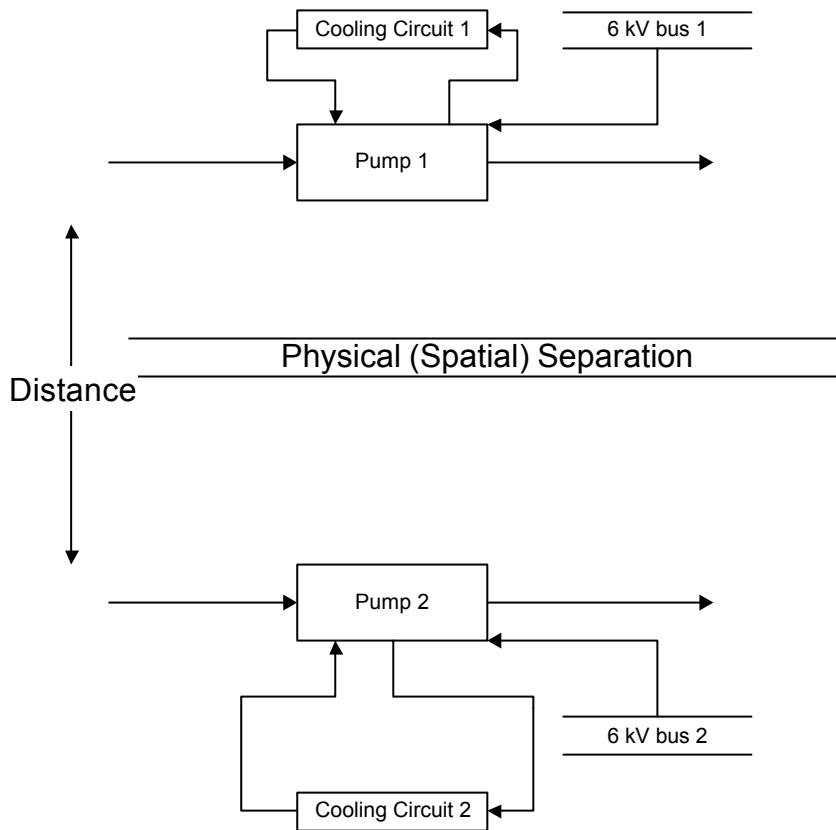 Cooling Circuit 1
6 kV bus 1
Pump 1
Physical (Spatial) Separation
Distance
Pump 2
6 kV bus 2
Cooling Circuit 2